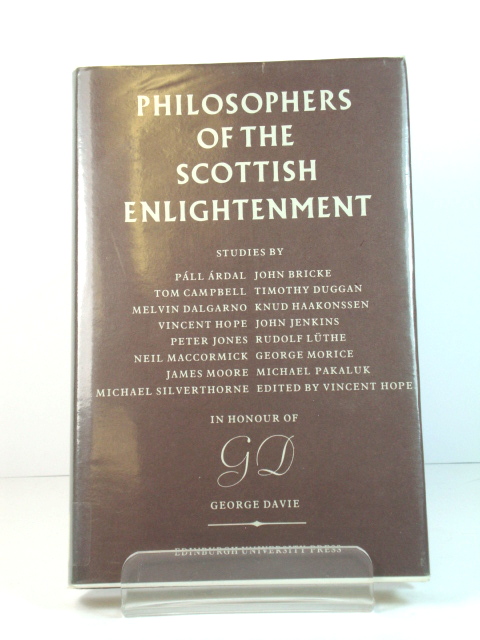 PHILOSOPHERS
OF THE
SCOTTISH
ENLIGHTENMENT
STUDIES BY
PÁLL ÁRDAL JOHN BRICKE
TOM CAMPBELL TIMOTHY DUGGAN
MELVIN DALGARNO KNUD HAAKONSSEN
VINCENT HOPE JOHN JENKINS
PETER JONES RUDOLF LÜTHE
NEIL MACCORMICK GEORGE MORICE
JAMES MOORE MICHAEL PAKALUK
MICHAEL SILVERTHORNE EDITED BY VINCENT HOPE
IN HONOUR OF
GD
GEORGE DAVIE
EDINBURGH UNIVERSITY PRESS